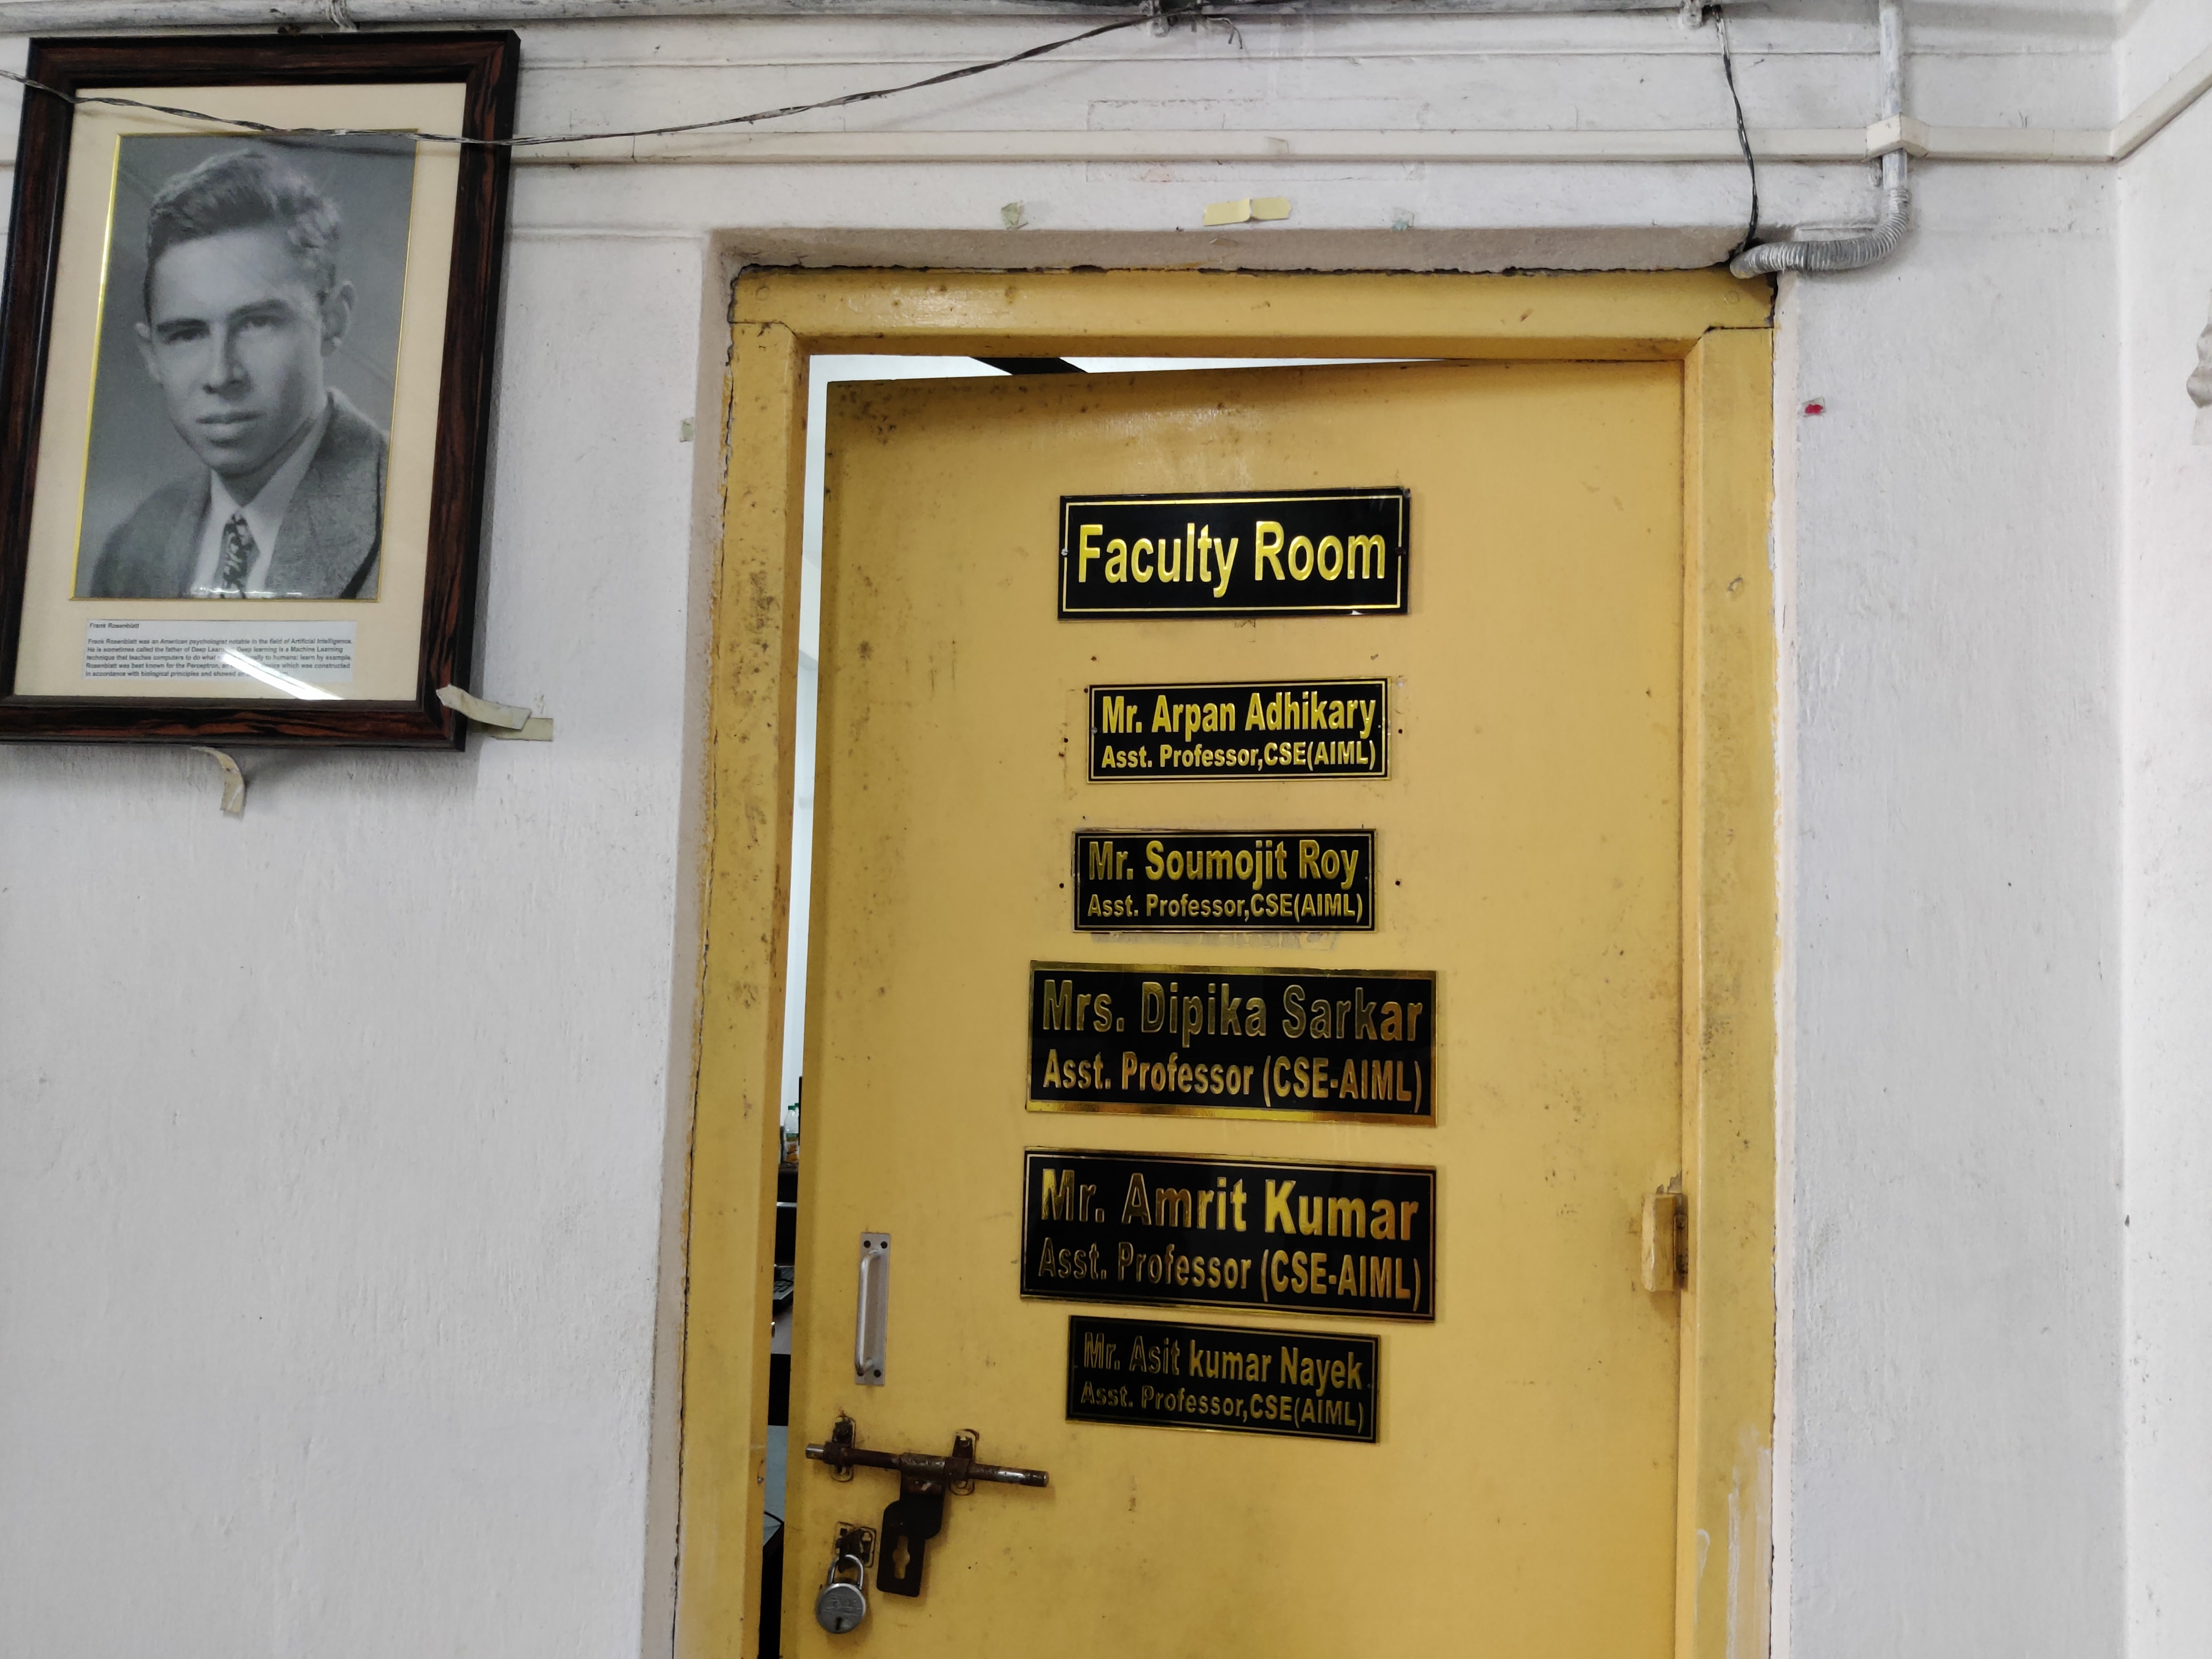 Frank Rosenblatt
Frank Rosenblatt was an American psychologist notable in the field of Artificial Intelligence.
He is sometimes called the father of Deep Learning. Deep learning is a Machine Learning
technique that teaches computers to do what naturally to humans: learn by example.
Rosenblatt was best known for the Perceptron, an device which was constructed
in accordance with biological principles and showed an
Faculty Room
Mr. Arpan Adhikary
Asst. Professor,CSE(AIML)
Mr. Soumojit Roy
Asst. Professor,CSE(AIML)
Mrs. Dipika Sarkar
Asst. Professor (CSE-AIML)
Mr. Amrit Kumar
Asst. Professor (CSE-AIML)
Mr. Asit kumar Nayek
Asst. Professor,CSE(AIML)